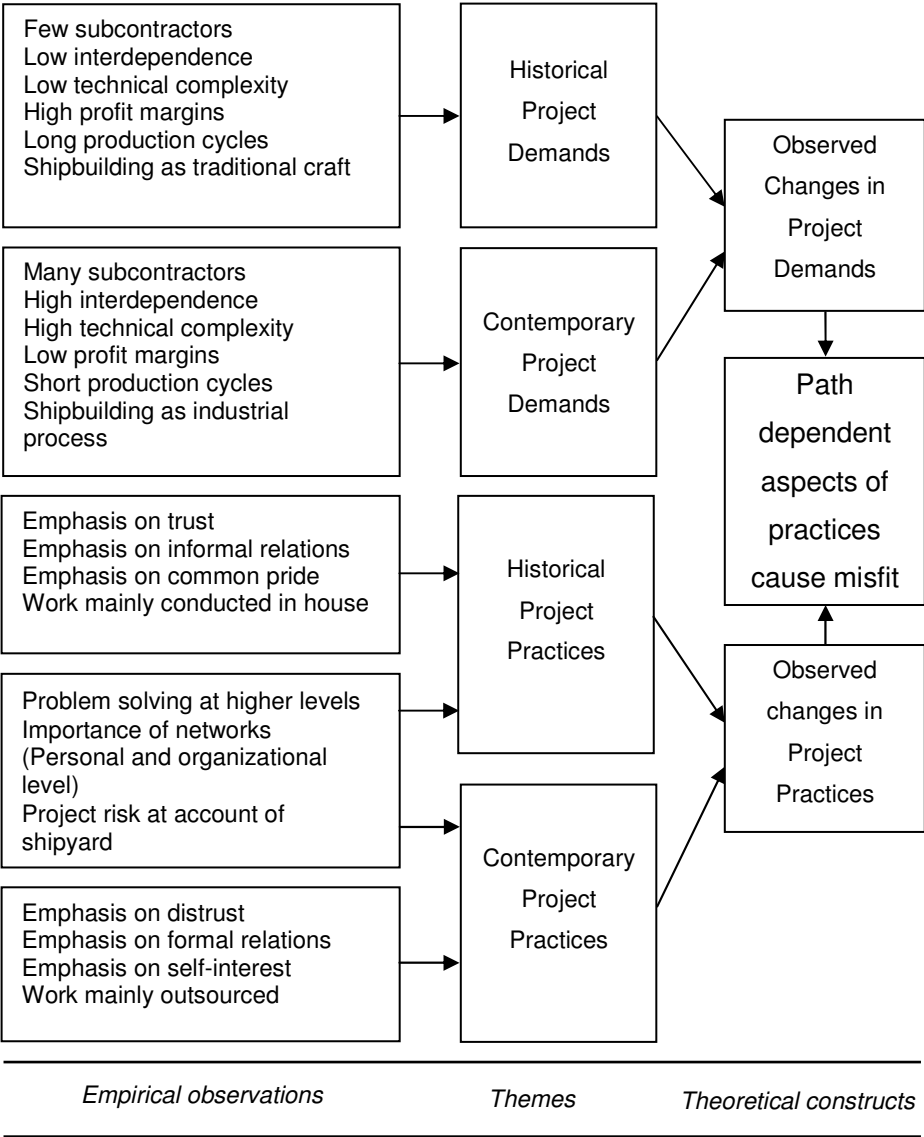 Few subcontractors
Low interdependence
Low technical complexity
High profit margins
Long production cycles
Shipbuilding as traditional craft
Historical
Project
Demands
Many subcontractors
High interdependence
High technical complexity
Low profit margins
Short production cycles
Shipbuilding as industrial
process
Contemporary
Project
Demands
Observed
Changes in
Project
Demands
Path
dependent
aspects of
practices
cause misfit
Emphasis on trust
Emphasis on informal relations
Emphasis on common pride
Work mainly conducted in house
Historical
Project
Practices
Problem solving at higher levels
Importance of networks
(Personal and organizational
level)
Project risk at account of
shipyard
Observed
changes in
Project
Practices
Contemporary
Project
Practices
Emphasis on distrust
Emphasis on formal relations
Emphasis on self-interest
Work mainly outsourced
Empirical observations
Themes
Theoretical constructs